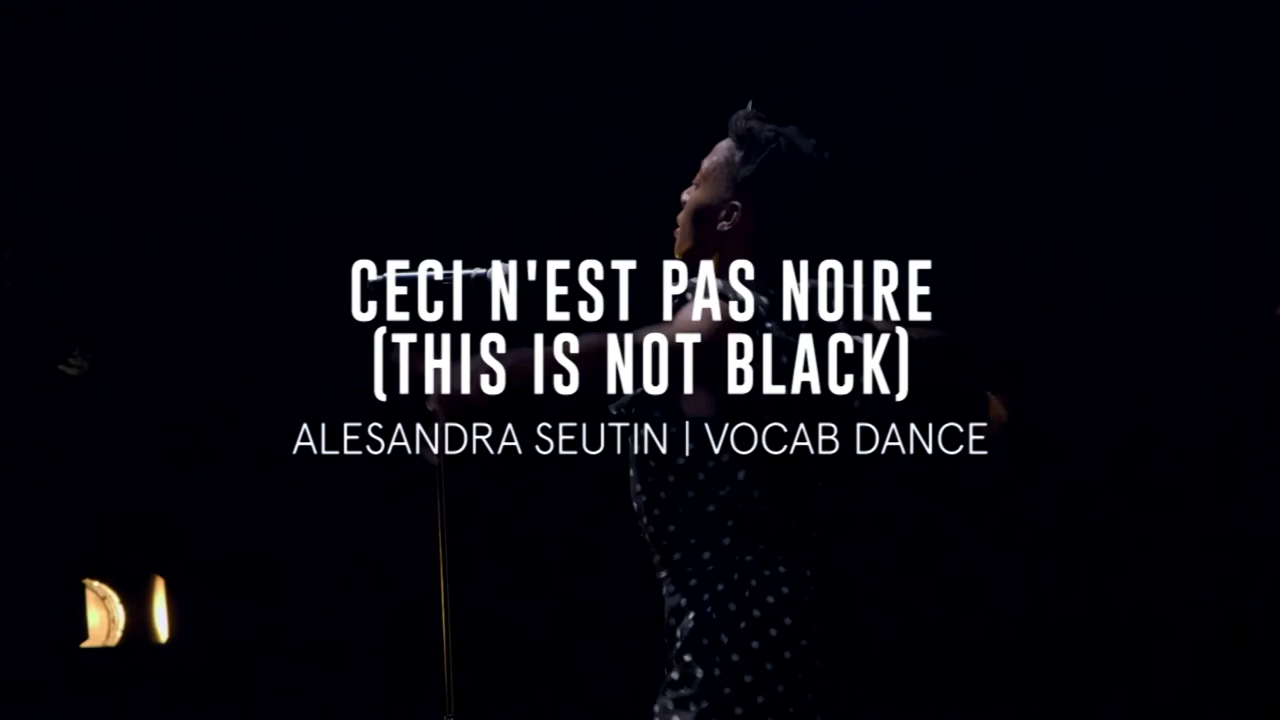 CECI N'EST PAS NOIRE
(THIS IS NOT BLACK)
ALESANDRA SEUTIN | VOCAB DANCE